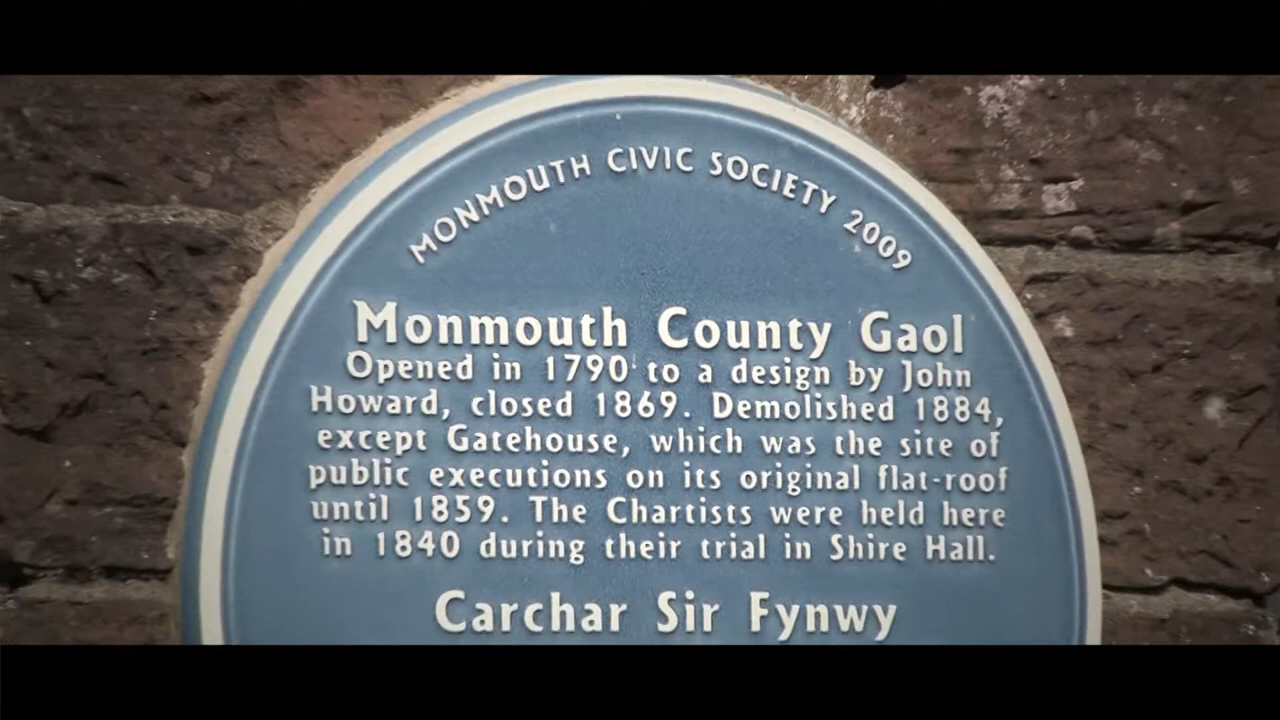 MONMOUTH CIVIC SOCIETY 2009
Monmouth County Gaol
Opened in 1790 to a design by John
Howard, closed 1869. Demolished 1884,
except Gatehouse, which was the site of
public executions on its original flat-roof
until 1859. The Chartists were held here
in 1840 during their trial in Shire Hall.
Carchar Sir Fynwy